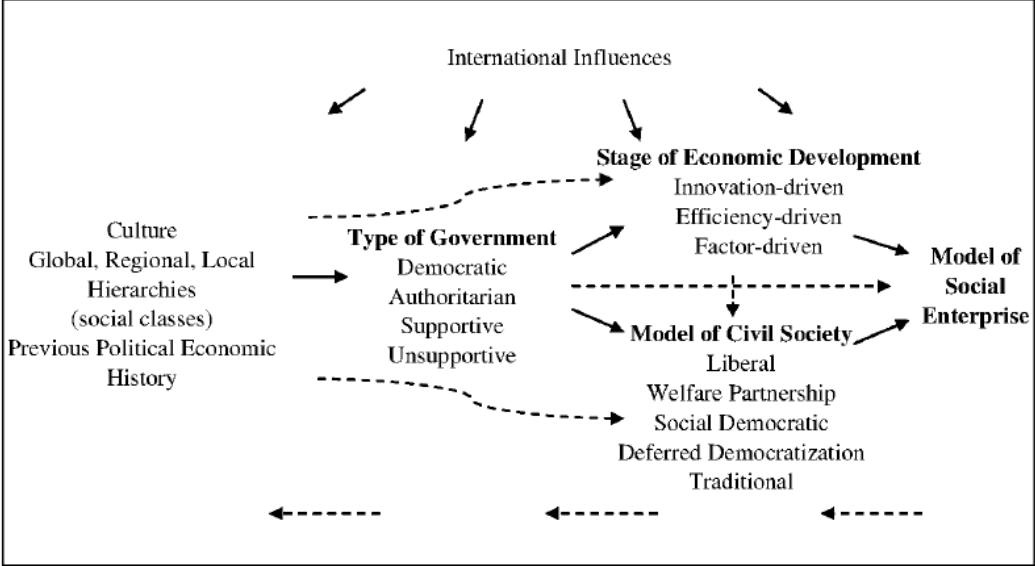 International Influences
Culture
Global, Regional, Local
Hierarchies
(social classes)
Previous Political Economic
History
Type of Government
Democratic
Authoritarian
Supportive
Unsupportive
Stage of Economic Development
Innovation-driven
Efficiency-driven
Factor-driven
Model of Civil Society
Liberal
Welfare Partnership
Social Democratic
Deferred Democratization
Traditional
Model of
Social
Enterprise